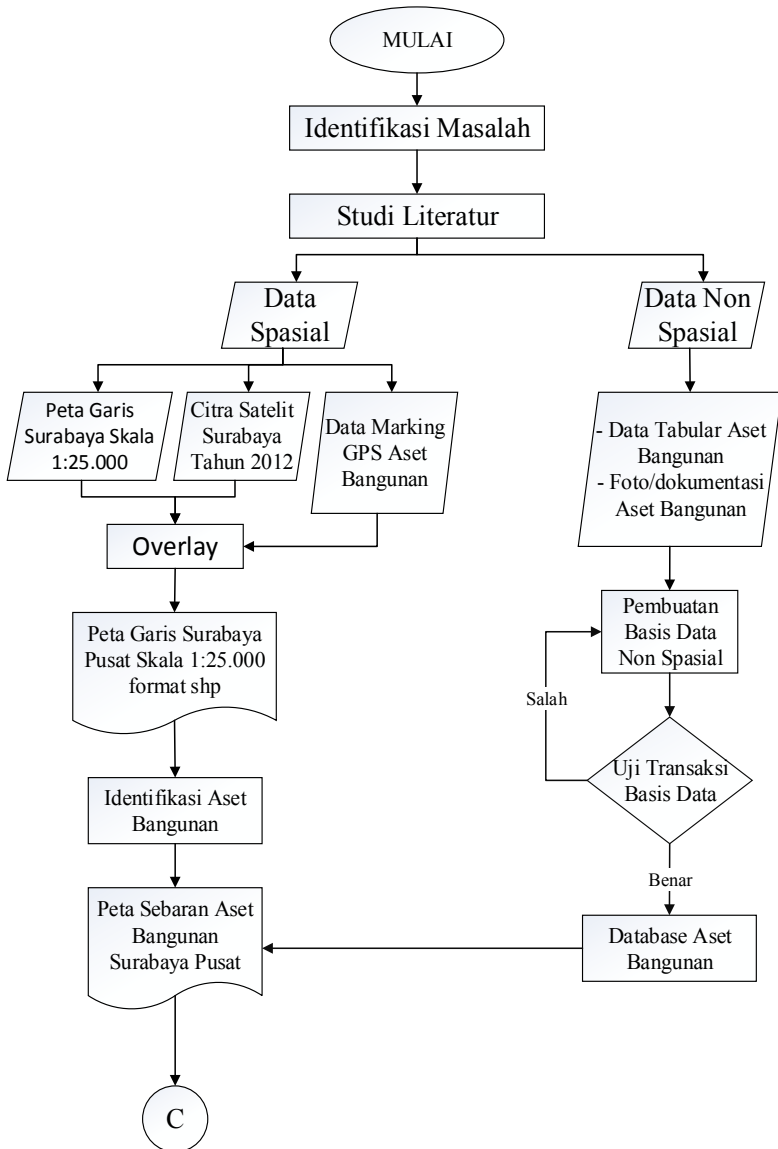 MULAI
Identifikasi Masalah
Studi Literatur
Data
Spasial
Data Non
Spasial
Peta Garis
Surabaya Skala
1:25.000
Citra Satelit
Surabaya
Tahun 2012
Data Marking
GPS Aset
Bangunan
- Data Tabular Aset
Bangunan
- Foto/dokumentasi
Aset Bangunan
Overlay
Peta Garis Surabaya
Pusat Skala 1:25.000
format shp
Pembuatan
Basis Data
Non Spasial
Salah
Uji Transaksi
Basis Data
Identifikasi Aset
Bangunan
Benar
Peta Sebaran Aset
Bangunan
Surabaya Pusat
Database Aset
Bangunan
C